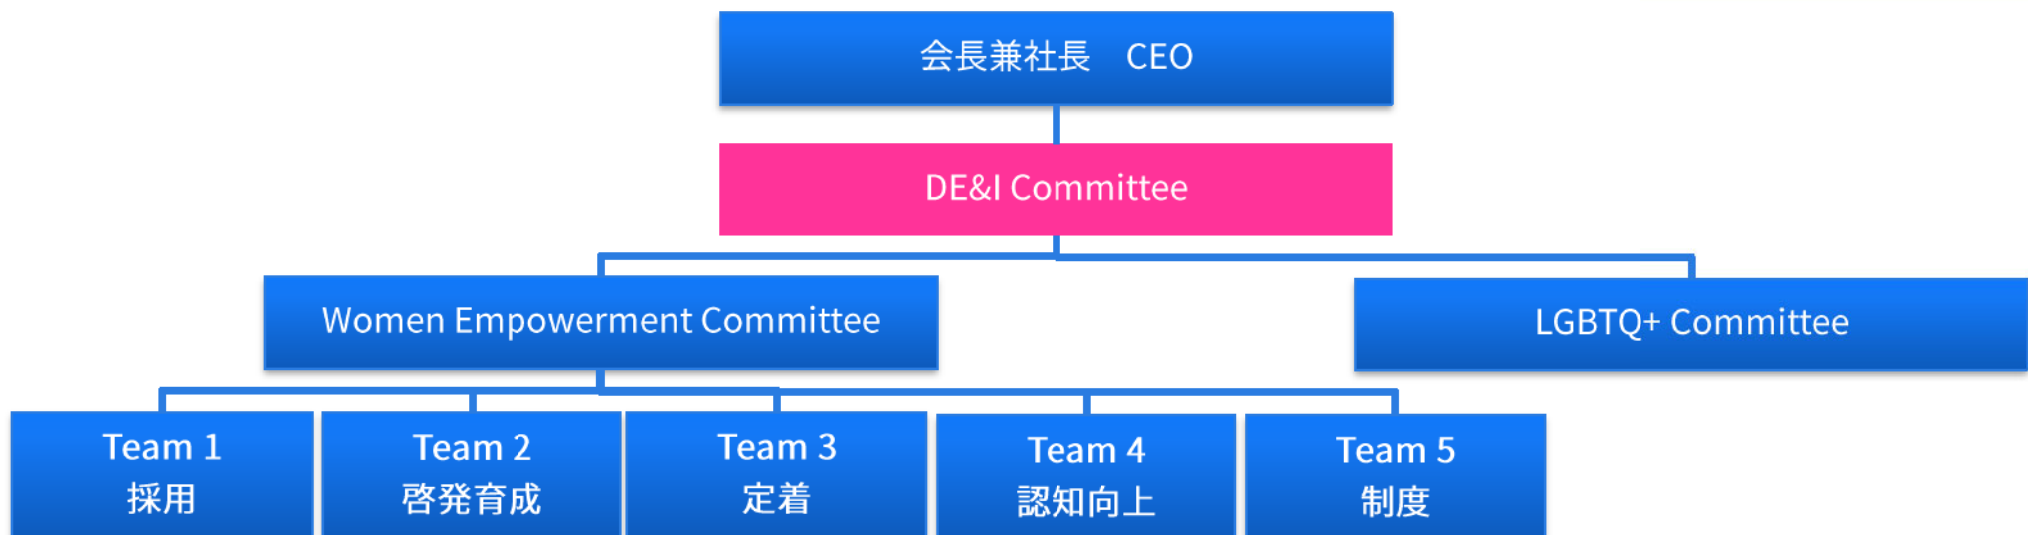 会長兼社長　CEO
DE&I Committee
Women Empowerment Committee
LGBTQ+ Committee
Team 1
採用
Team 2
啓発育成
Team 3
定着
Team 4
認知向上
Team 5
制度